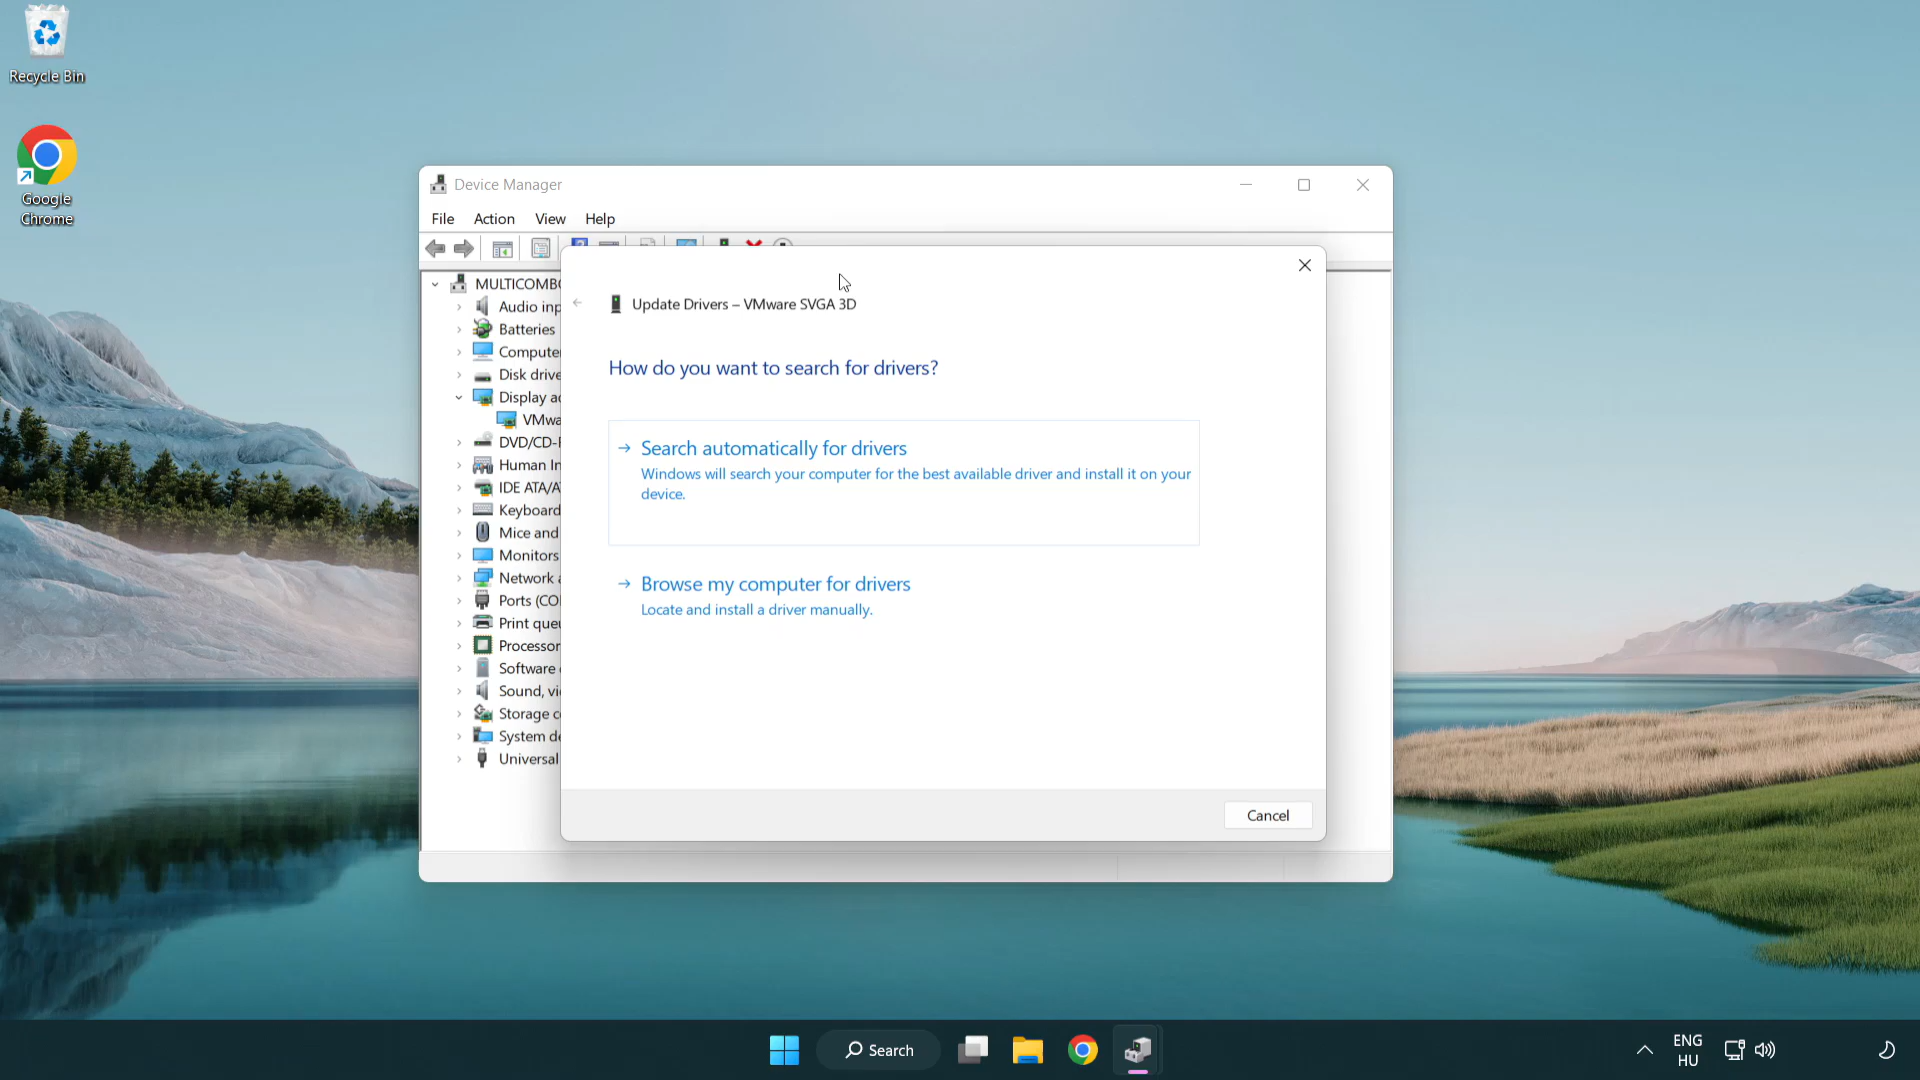 Recycle Bin
Google
Chrome
Device Manager
File Action View Help
MULTICOMBO
Audio inp
Batteries
Compute
Disk drive
Display a
VMwa
DVD/CD-
Human In
IDE ATA/A
Keyboard
Mice and
Monitors
Network a
Ports (CO
Print que
Processor
Software
Sound, vi
Storage c
System de
Universal
Update Drivers – VMware SVGA 3D
How do you want to search for drivers?
Search automatically for drivers
Windows will search your computer for the best available driver and install it on your
device.
Browse my computer for drivers
Locate and install a driver manually.
Cancel
Search
ENG
HU